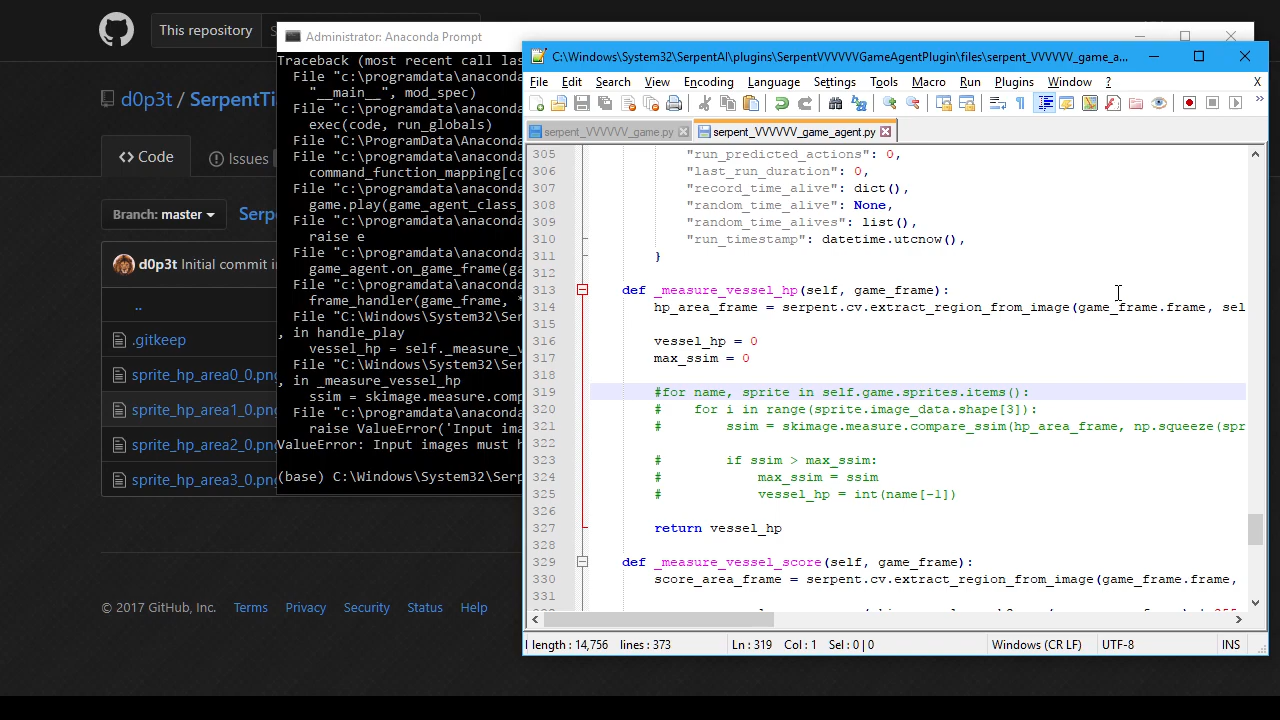 This repository
d0p3t / SerpentTi
Code
Issues
Branch: master
Serp
d0p3t Initial commit i
..
.gitkeep
sprite_hp_area0_0.png
sprite_hp_area1_0.png
sprite_hp_area2_0.png
sprite_hp_area3_0.png
© 2017 GitHub, Inc. Terms Privacy Security Status Help
Administrator: Anaconda Prompt
Traceback (most recent call las
File "c:\programdata\anaconda
"__main__", mod_spec)
File "c:\programdata\anaconda
exec(code, run_globals)
File "C:\ProgramData\Anaconda
File "c:\programdata\anaconda
command_function_mapping[co
File "c:\programdata\anaconda
game.play(game_agent_class_
File "c:\programdata\anaconda
raise e
File "c:\programdata\anaconda
game_agent.on_game_frame(ga
File "c:\programdata\anaconda
frame_handler(game_frame, *
File "C:\Windows\System32\Ser
, in handle_play
vessel_hp = self._measure_v
File "C:\Windows\System32\Ser
, in _measure_vessel_hp
ssim = skimage.measure.comp
File "c:\programdata\anaconda
raise ValueError('Input ima
ValueError: Input images must h
(base) C:\Windows\System32\Serp
C:\Windows\System32\SerpentAI\plugins\SerpentVVVVVVGameAgentPlugin\files\serpent_VVVVVV_game_a...
File Edit Search View Encoding Language Settings Tools Macro Run Plugins Window ? X
serpent_VVVVVV_game.py serpent_VVVVVV_game_agent.py
305 "run_predicted_actions": 0,
306 "last_run_duration": 0,
307 "record_time_alive": dict(),
308 "random_time_alive": None,
309 "random_time_alives": list(),
310 "run_timestamp": datetime.utcnow(),
311 }
312
313 def _measure_vessel_hp(self, game_frame):
314 hp_area_frame = serpent.cv.extract_region_from_image(game_frame.frame, sel
315
316 vessel_hp = 0
317 max_ssim = 0
318
319 #for name, sprite in self.game.sprites.items():
320 # for i in range(sprite.image_data.shape[3]):
321 # ssim = skimage.measure.compare_ssim(hp_area_frame, np.squeeze(spr
322
323 # if ssim > max_ssim:
324 # max_ssim = ssim
325 # vessel_hp = int(name[-1])
326
327 return vessel_hp
328
329 def _measure_vessel_score(self, game_frame):
330 score_area_frame = serpent.cv.extract_region_from_image(game_frame.frame,
331
length : 14,756 lines : 373 Ln : 319 Col : 1 Sel : 0 | 0 Windows (CR LF) UTF-8 INS